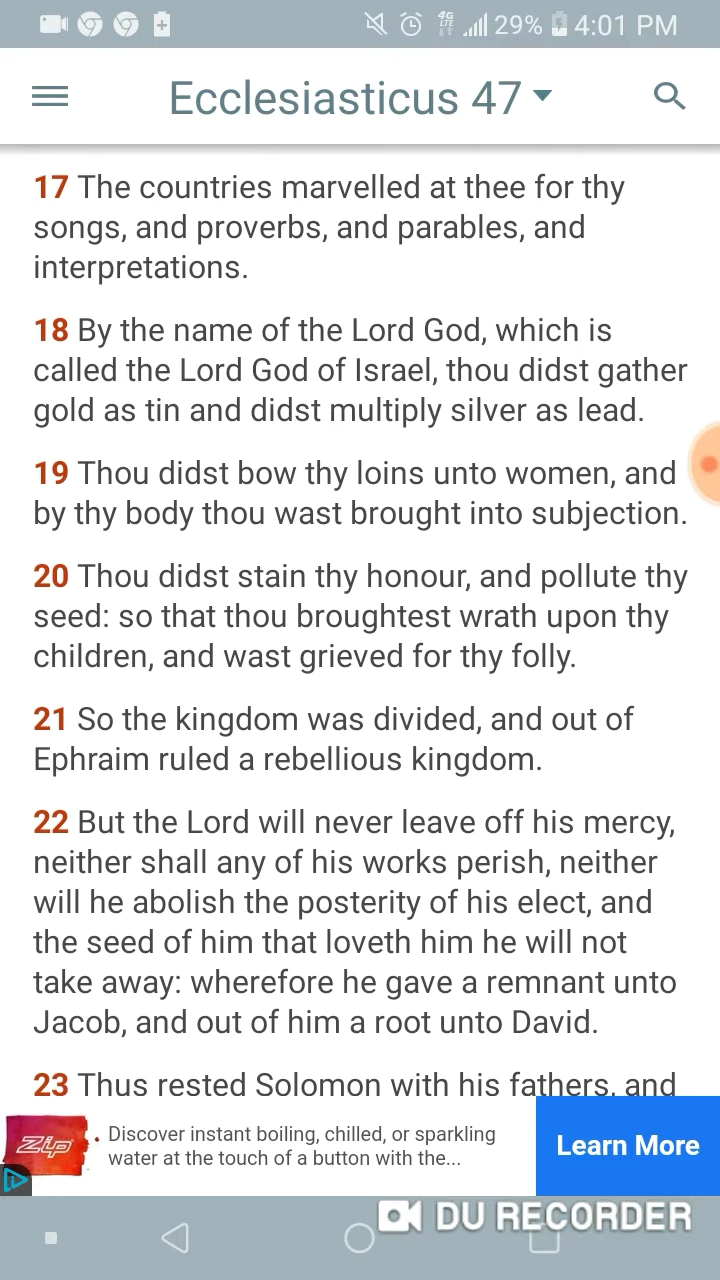 4G
LTE
29%
4:01 PM
Ecclesiasticus 47
17 The countries marvelled at thee for thy
songs, and proverbs, and parables, and
interpretations.
18 By the name of the Lord God, which is
called the Lord God of Israel, thou didst gather
gold as tin and didst multiply silver as lead.
19 Thou didst bow thy loins unto women, and
by thy body thou wast brought into subjection.
20 Thou didst stain thy honour, and pollute thy
seed: so that thou broughtest wrath upon thy
children, and wast grieved for thy folly.
21 So the kingdom was divided, and out of
Ephraim ruled a rebellious kingdom.
22 But the Lord will never leave off his mercy,
neither shall any of his works perish, neither
will he abolish the posterity of his elect, and
the seed of him that loveth him he will not
take away: wherefore he gave a remnant unto
Jacob, and out of him a root unto David.
23 Thus rested Solomon with his fathers, and
Zip
Discover instant boiling, chilled, or sparkling
water at the touch of a button with the...
Learn More
DU RECORDER